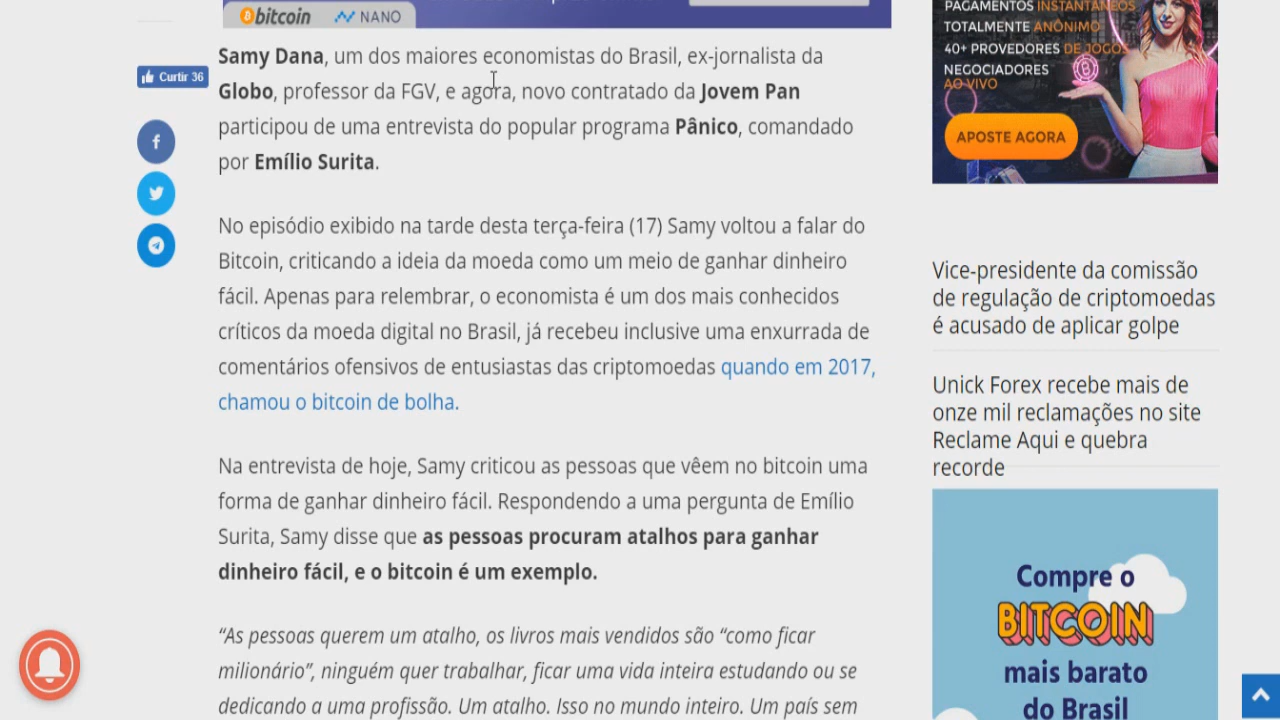 bitcoin NANO
Samy Dana, um dos maiores economistas do Brasil, ex-jornalista da
Globo, professor da FGV, e agora, novo contratado da Jovem Pan
participou de uma entrevista do popular programa Pânico, comandado
por Emílio Surita.
No episódio exibido na tarde desta terça-feira (17) Samy voltou a falar do
Bitcoin, criticando a ideia da moeda como um meio de ganhar dinheiro
fácil. Apenas para relembrar, o economista é um dos mais conhecidos
críticos da moeda digital no Brasil, já recebeu inclusive uma enxurrada de
comentários ofensivos de entusiastas das criptomoedas quando em 2017,
chamou o bitcoin de bolha.
Na entrevista de hoje, Samy criticou as pessoas que vêem no bitcoin uma
forma de ganhar dinheiro fácil. Respondendo a uma pergunta de Emílio
Surita, Samy disse que as pessoas procuram atalhos para ganhar
dinheiro fácil, e o bitcoin é um exemplo.
“As pessoas querem um atalho, os livros mais vendidos são “como ficar
milionário”, ninguém quer trabalhar, ficar uma vida inteira estudando ou se
dedicando a uma profissão. Um atalho. Isso no mundo inteiro. Um país sem
Curtir 36
PAGAMENTOS INSTANTÂNEOS
TOTALMENTE ANÔNIMO
40+ PROVEDORES DE JOGOS
NEGOCIADORES
AO VIVO
APOSTE AGORA
Vice-presidente da comissão
de regulação de criptomoedas
é acusado de aplicar golpe
Unick Forex recebe mais de
onze mil reclamações no site
Reclame Aqui e quebra
recorde
Compre o
BITCOIN
mais barato
do Brasil